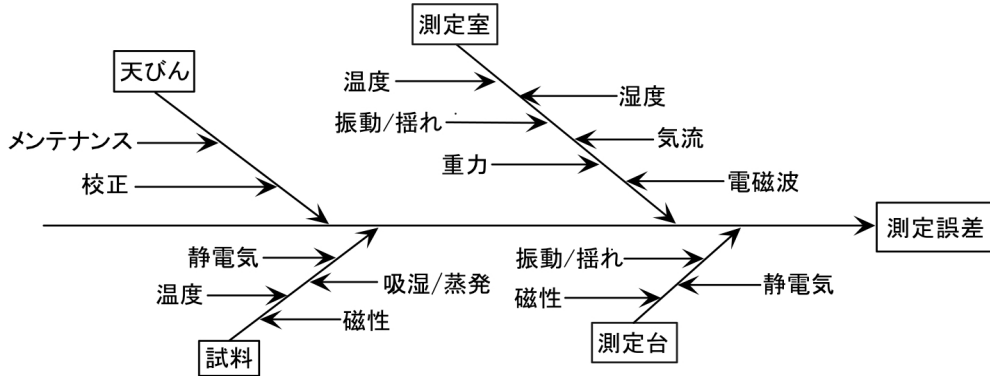 測定室
天びん
温度
湿度
振動/揺れ
メンテナンス
気流
重力
校正
電磁波
測定誤差
静電気
振動/揺れ
吸湿/蒸発
静電気
温度
磁性
磁性
測定台
試料